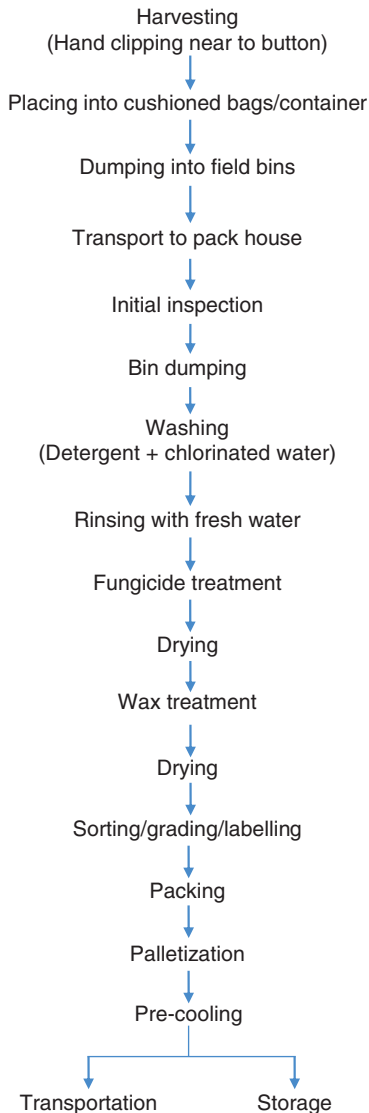 Harvesting
(Hand clipping near to button)
Placing into cushioned bags/container
Dumping into field bins
Transport to pack house
Initial inspection
Bin dumping
Washing
(Detergent + chlorinated water)
Rinsing with fresh water
Fungicide treatment
Drying
Wax treatment
Drying
Sorting/grading/labelling
Packing
Palletization
Pre-cooling
Transportation Storage